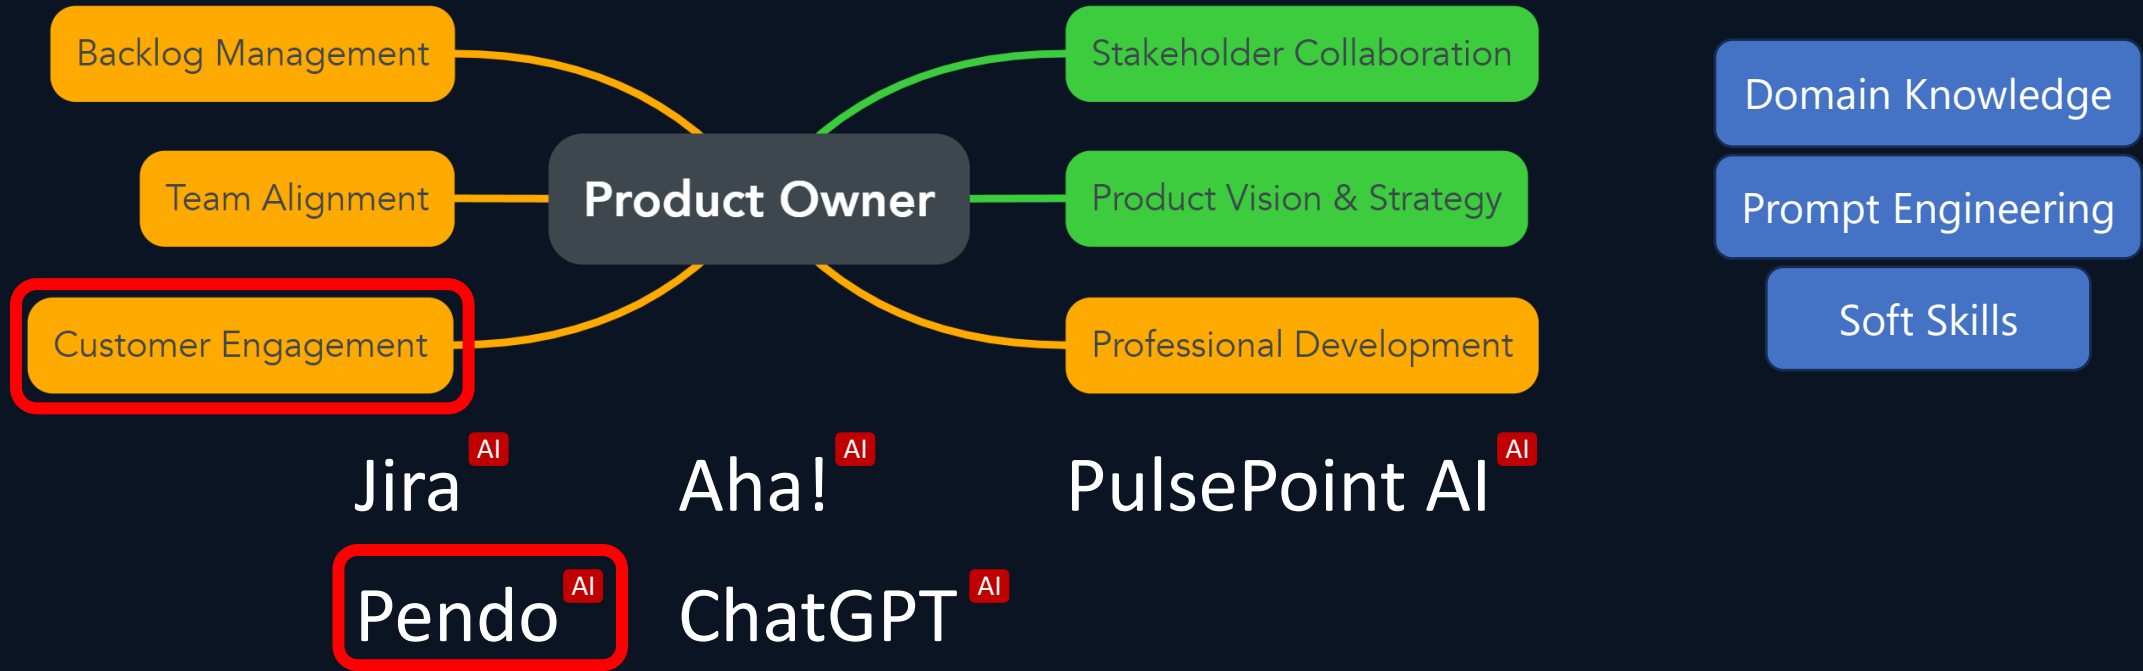 Backlog Management
Stakeholder Collaboration
Domain Knowledge
Team Alignment
Product Owner
Product Vision & Strategy
Prompt Engineering
Customer Engagement
Professional Development
Soft Skills
Jira AI
Aha! AI
PulsePoint AI AI
Pendo AI
ChatGPT AI